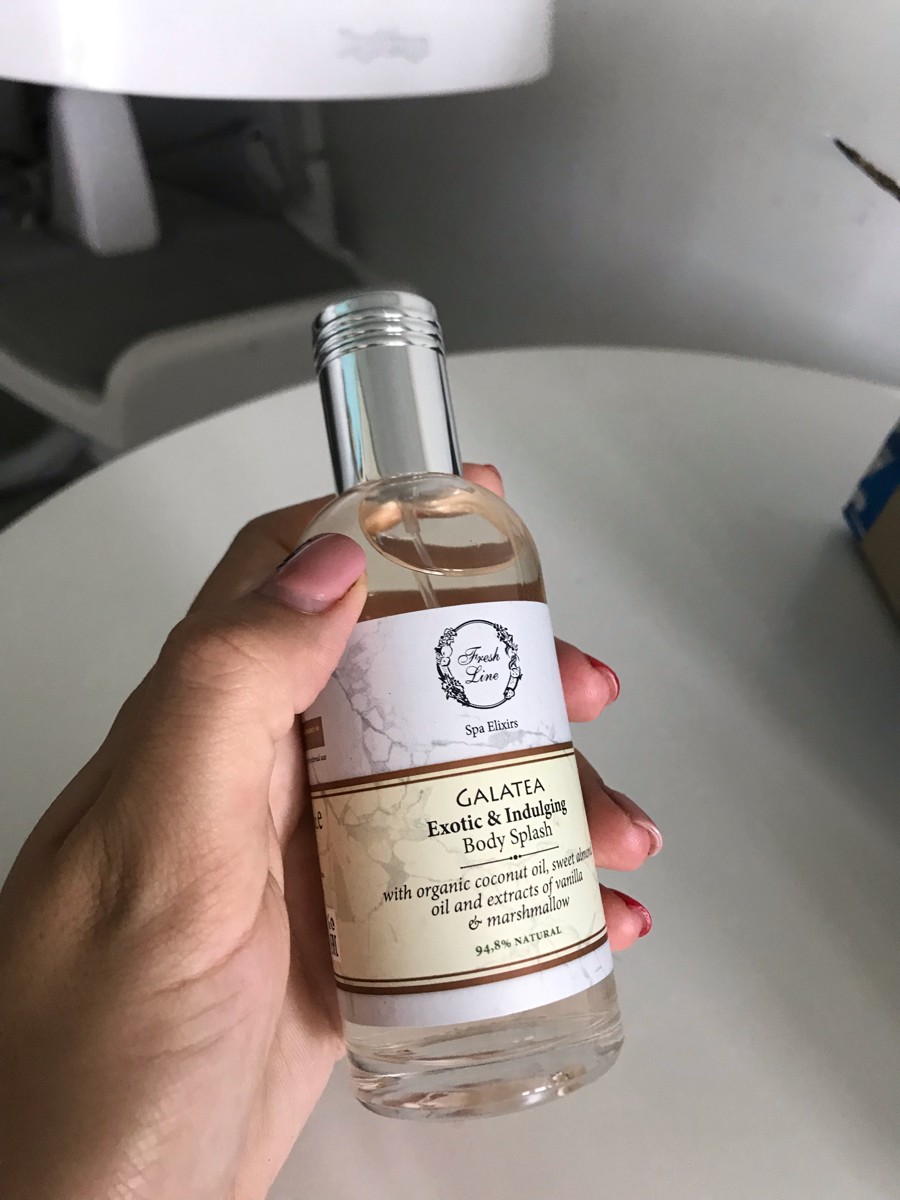 Fresh
Line
Spa Elixirs
GALATEA
Exotic & Indulging
Body Splash
with organic coconut oil, sweet almond
oil and extracts of vanilla
& marshmallow
94,8% NATURAL